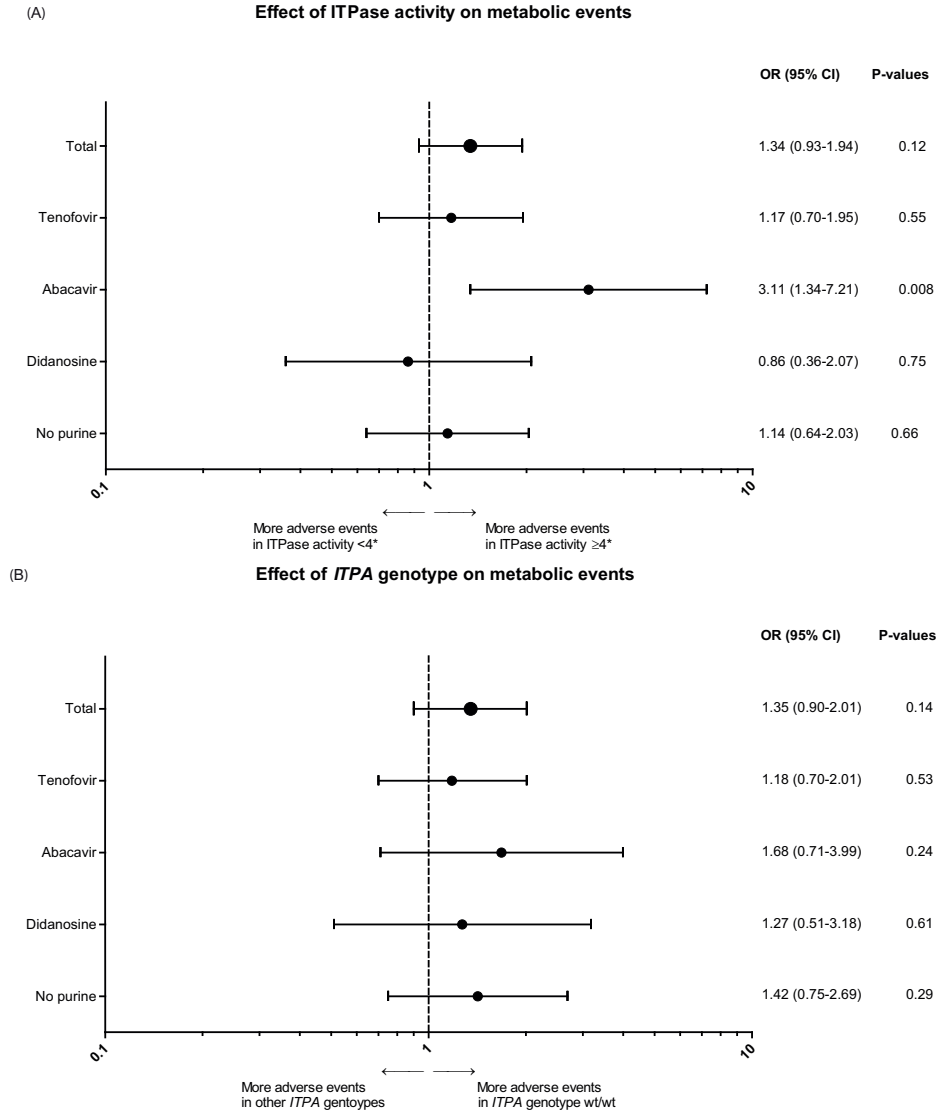 (A)
Effect of ITPase activity on metabolic events
OR (95% CI) P-values
Total 1.34 (0.93-1.94) 0.12
Tenofovir 1.17 (0.70-1.95) 0.55
Abacavir 3.11 (1.34-7.21) 0.008
Didanosine 0.86 (0.36-2.07) 0.75
No purine 1.14 (0.64-2.03) 0.66
0.1 1 10
← →
More adverse events More adverse events
in ITPase activity <4* in ITPase activity ≥4*
(B)
Effect of ITPA genotype on metabolic events
OR (95% CI) P-values
Total 1.35 (0.90-2.01) 0.14
Tenofovir 1.18 (0.70-2.01) 0.53
Abacavir 1.68 (0.71-3.99) 0.24
Didanosine 1.27 (0.51-3.18) 0.61
No purine 1.42 (0.75-2.69) 0.29
0.1 1 10
← →
More adverse events More adverse events
in other ITPA gentoypes in ITPA genotype wt/wt